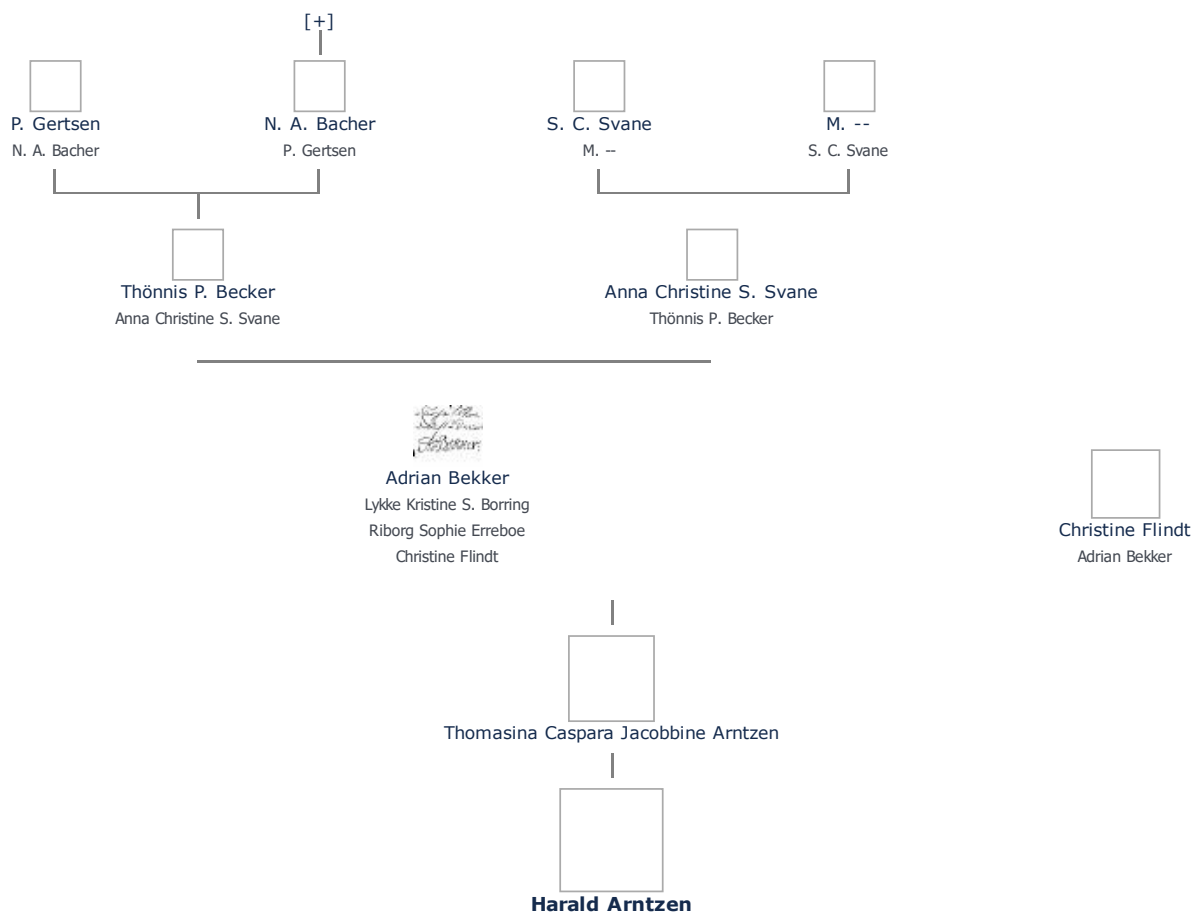 [+]
P. Gertsen
N. A. Bacher
N. A. Bacher
P. Gertsen
S. C. Svane
M. --
M. --
S. C. Svane
Thönnis P. Becker
Anna Christine S. Svane
Anna Christine S. Svane
Thönnis P. Becker
Adrian Bekker
Lykke Kristine S. Borring
Riborg Sophie Erreboe
Christine Flindt
Christine Flindt
Adrian Bekker
Thomasina Caspara Jacobbine Arntzen
Harald Arntzen